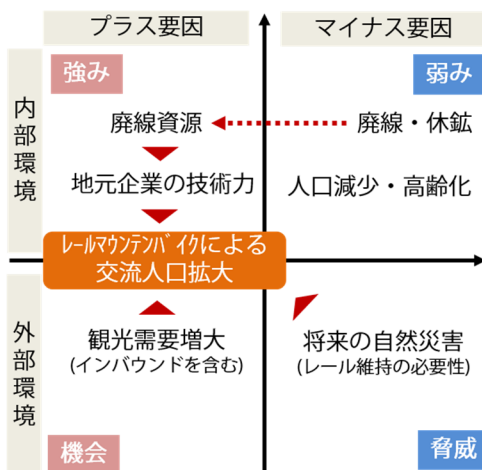 プラス要因
マイナス要因
強み
弱み
内部環境
廃線資源
廃線・休鉱
地元企業の技術力
人口減少・高齢化
ﾚｰﾙﾏｳﾝﾃﾝﾊﾞｲｸによる
交流人口拡大
外部環境
観光需要増大
(インバウンドを含む)
将来の自然災害
(レール維持の必要性)
機会
脅威